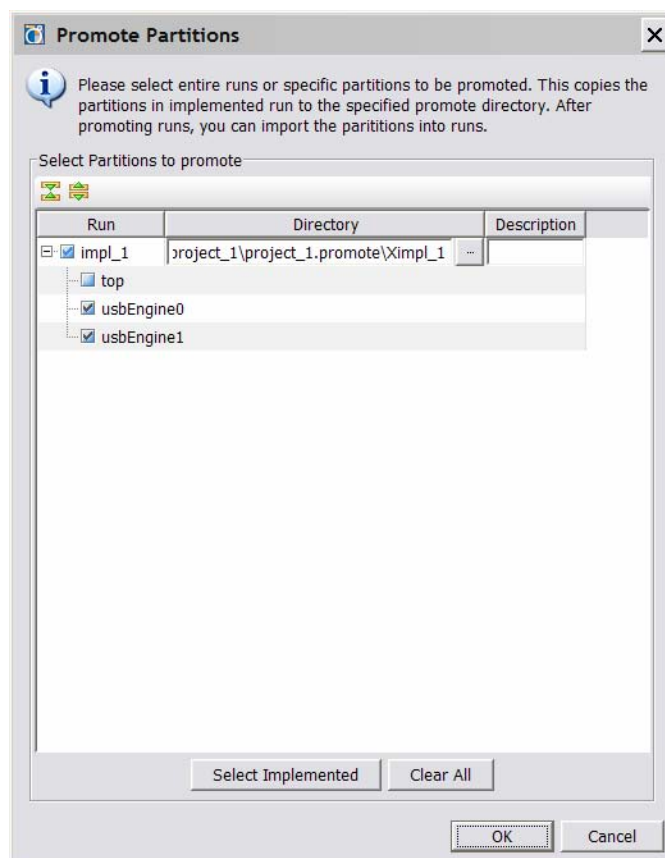 Promote Partitions
Please select entire runs or specific partitions to be promoted. This copies the
partitions in implemented run to the specified promote directory. After
promoting runs, you can import the parititions into runs.
Select Partitions to promote
Run Directory Description
impl_1 project_1\project_1.promote\Ximpl_1 ...
top
usbEngine0
usbEngine1
Select Implemented Clear All
OK Cancel